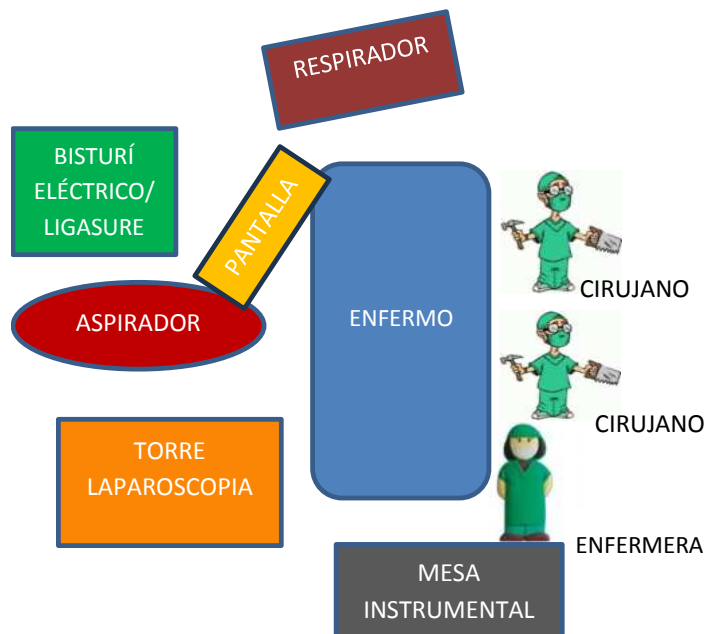 RESPIRADOR
BISTURÍ
ELÉCTRICO/
LIGASURE
PANTALLA
CIRUJANO
ASPIRADOR
ENFERMO
CIRUJANO
TORRE
LAPAROSCOPIA
ENFERMERA
MESA
INSTRUMENTAL